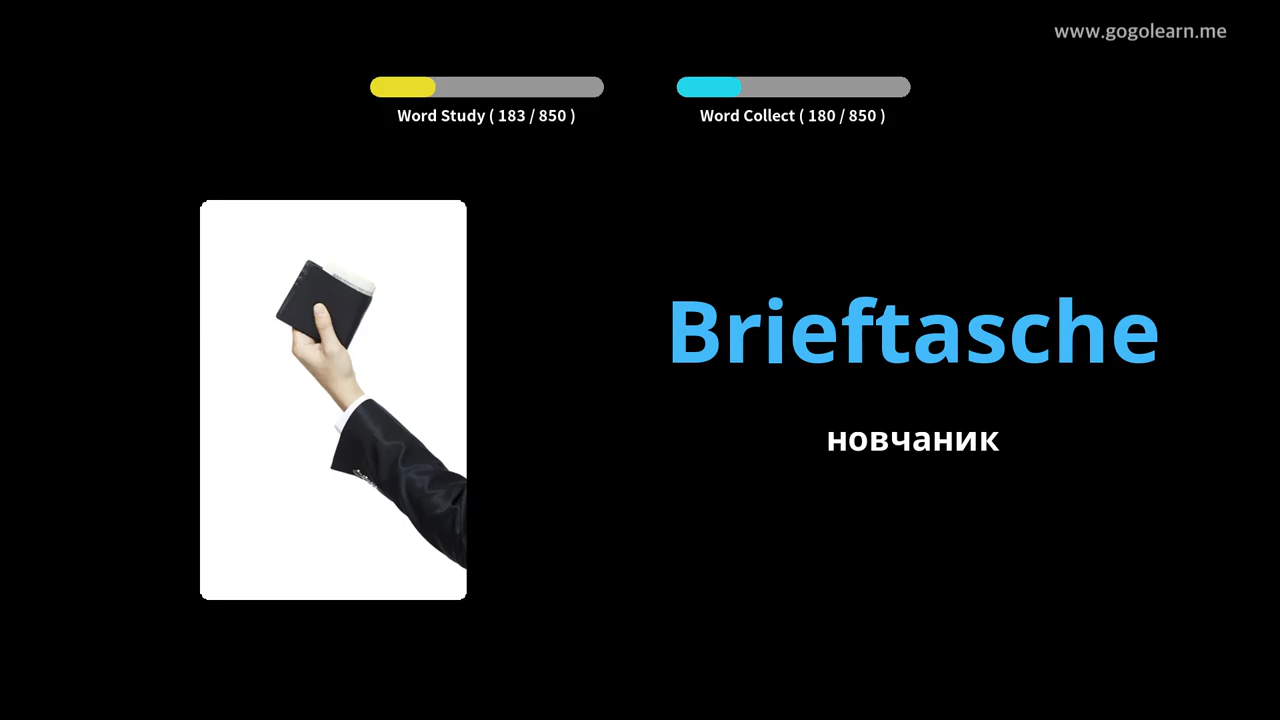 www.gogolearn.me
Word Study ( 183 / 850 )
Word Collect ( 180 / 850 )
Brieftasche
новчаник